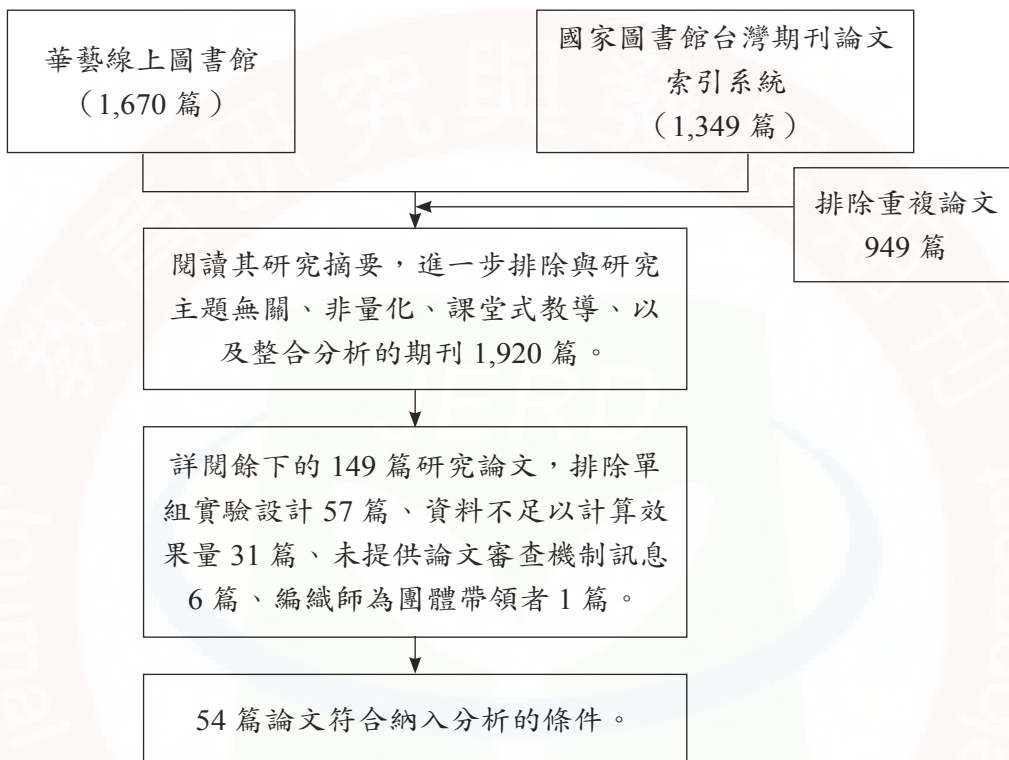 華藝線上圖書館
（1,670 篇）
國家圖書館台灣期刊論文
索引系統
（1,349 篇）
排除重複論文
949 篇
閱讀其研究摘要，進一步排除與研究
主題無關、非量化、課堂式教導、以
及整合分析的期刊 1,920 篇。
詳閱餘下的 149 篇研究論文，排除單
組實驗設計 57 篇、資料不足以計算效
果量 31 篇、未提供論文審查機制訊息
6 篇、編織師為團體帶領者 1 篇。
54 篇論文符合納入分析的條件。
JERD